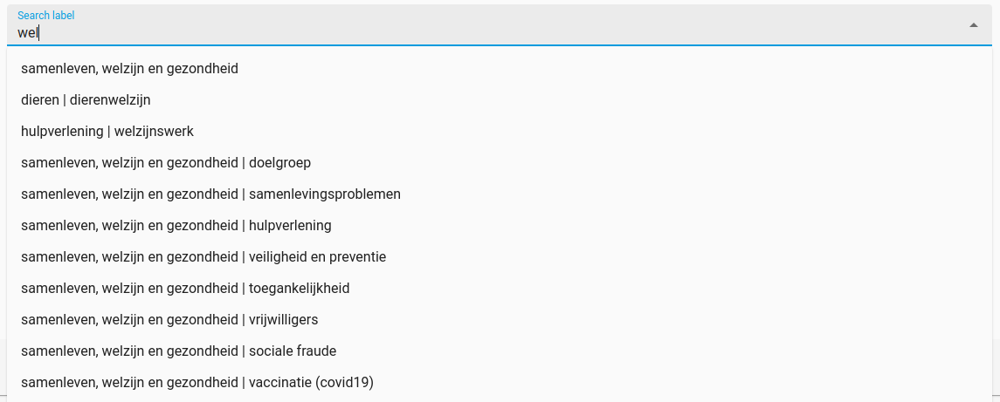 Search label
wel
samenleven, welzijn en gezondheid
dieren | dierenwelzijn
hulpverlening | welzijnswerk
samenleven, welzijn en gezondheid | doelgroep
samenleven, welzijn en gezondheid | samenlevingsproblemen
samenleven, welzijn en gezondheid | hulpverlening
samenleven, welzijn en gezondheid | veiligheid en preventie
samenleven, welzijn en gezondheid | toegankelijkheid
samenleven, welzijn en gezondheid | vrijwilligers
samenleven, welzijn en gezondheid | sociale fraude
samenleven, welzijn en gezondheid | vaccinatie (covid19)